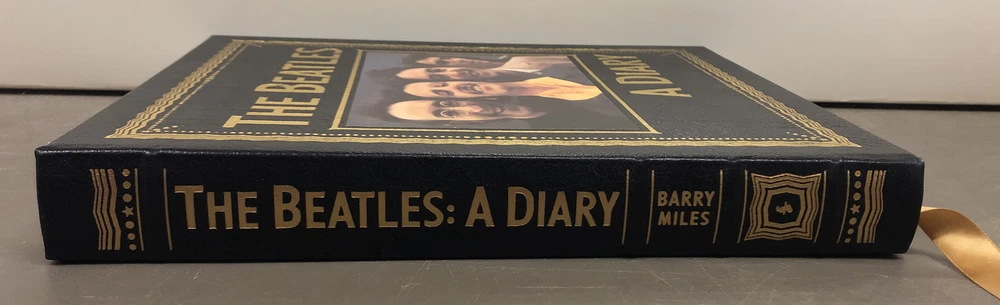 THE BEATLES
A DIARY
THE BEATLES: A DIARY
BARRY
MILES